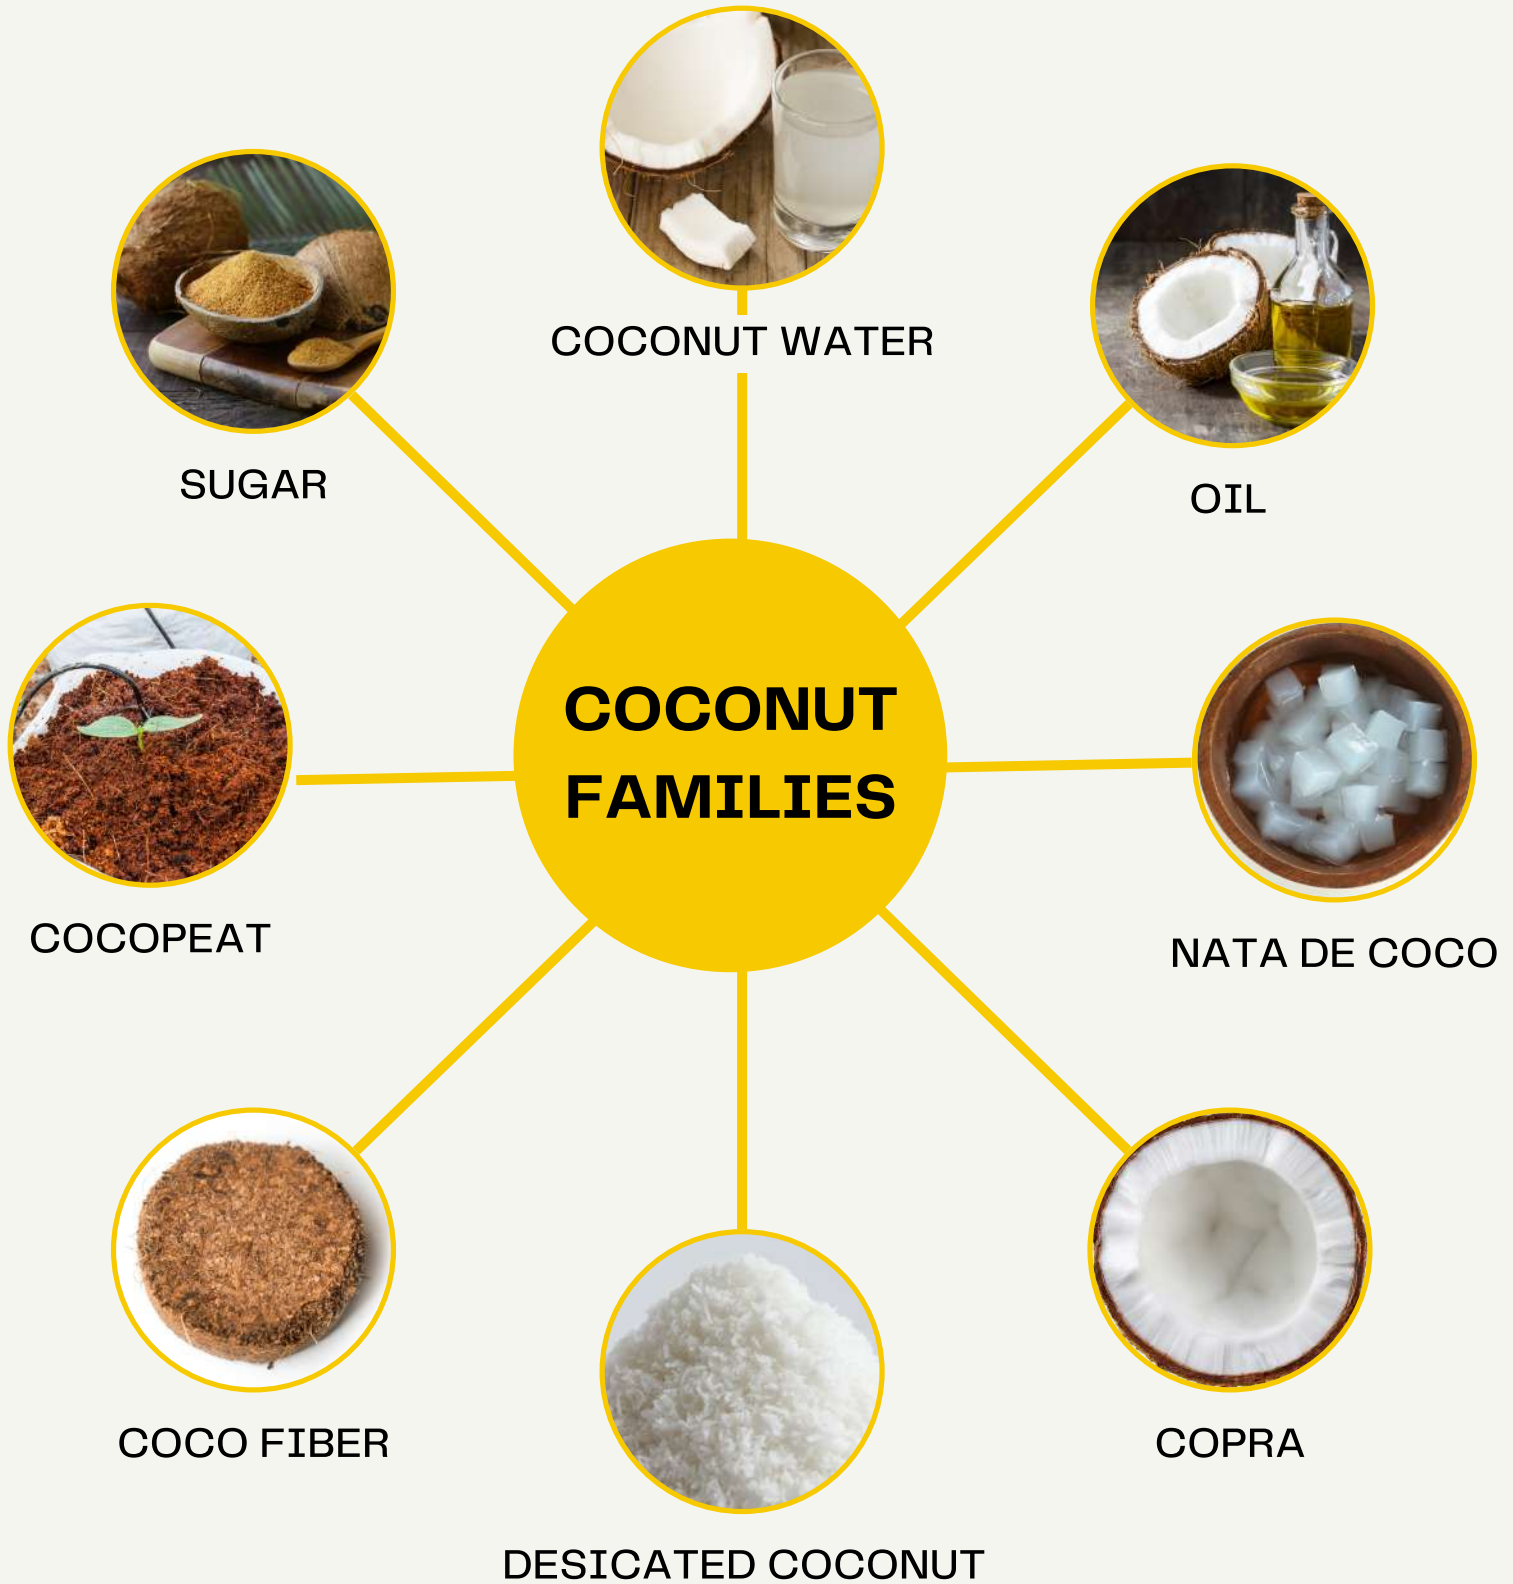 COCONUT WATER
SUGAR
OIL
COCONUT
FAMILIES
COCOPEAT
NATA DE COCO
COCO FIBER
COPRA
DESICATED COCONUT